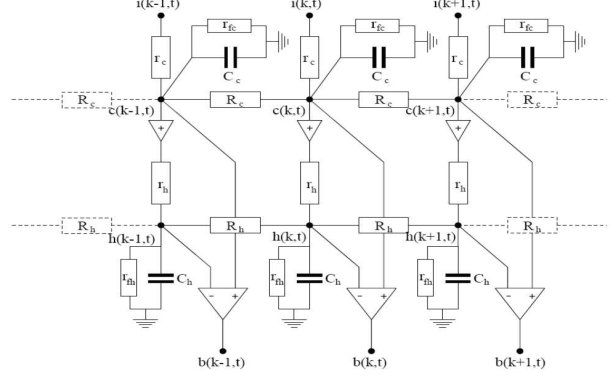 i(k-1,t) i(k,t) i(k+1,t)
r_fc r_fc r_fc
r_c r_c r_c
C_c C_c C_c
R_c R_c R_c R_c
c(k-1,t) c(k,t) c(k+1,t)
+ + +
r_h r_h r_h
R_h R_h R_h R_h
h(k-1,t) h(k,t) h(k+1,t)
r_fh C_h r_fh C_h r_fh C_h
- + - + - +
b(k-1,t) b(k,t) b(k+1,t)